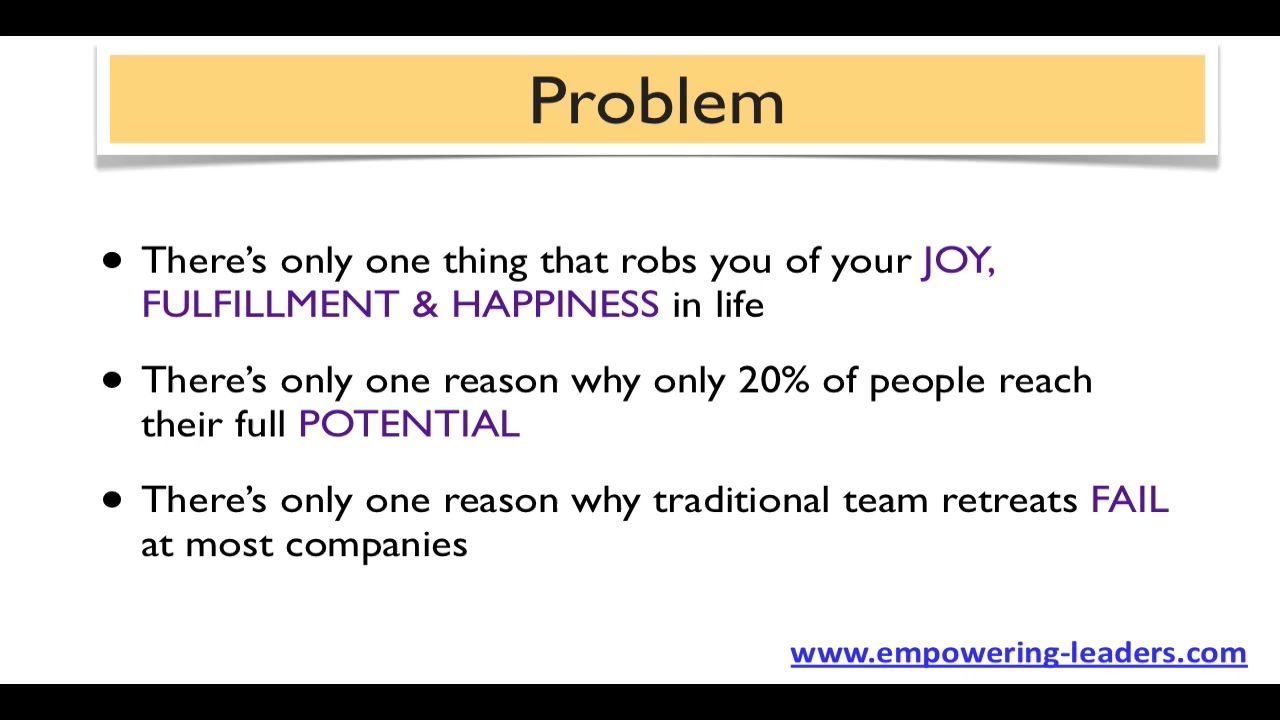 Problem
• There’s only one thing that robs you of your JOY,
FULFILLMENT & HAPPINESS in life
• There’s only one reason why only 20% of people reach
their full POTENTIAL
• There’s only one reason why traditional team retreats FAIL
at most companies
www.empowering-leaders.com